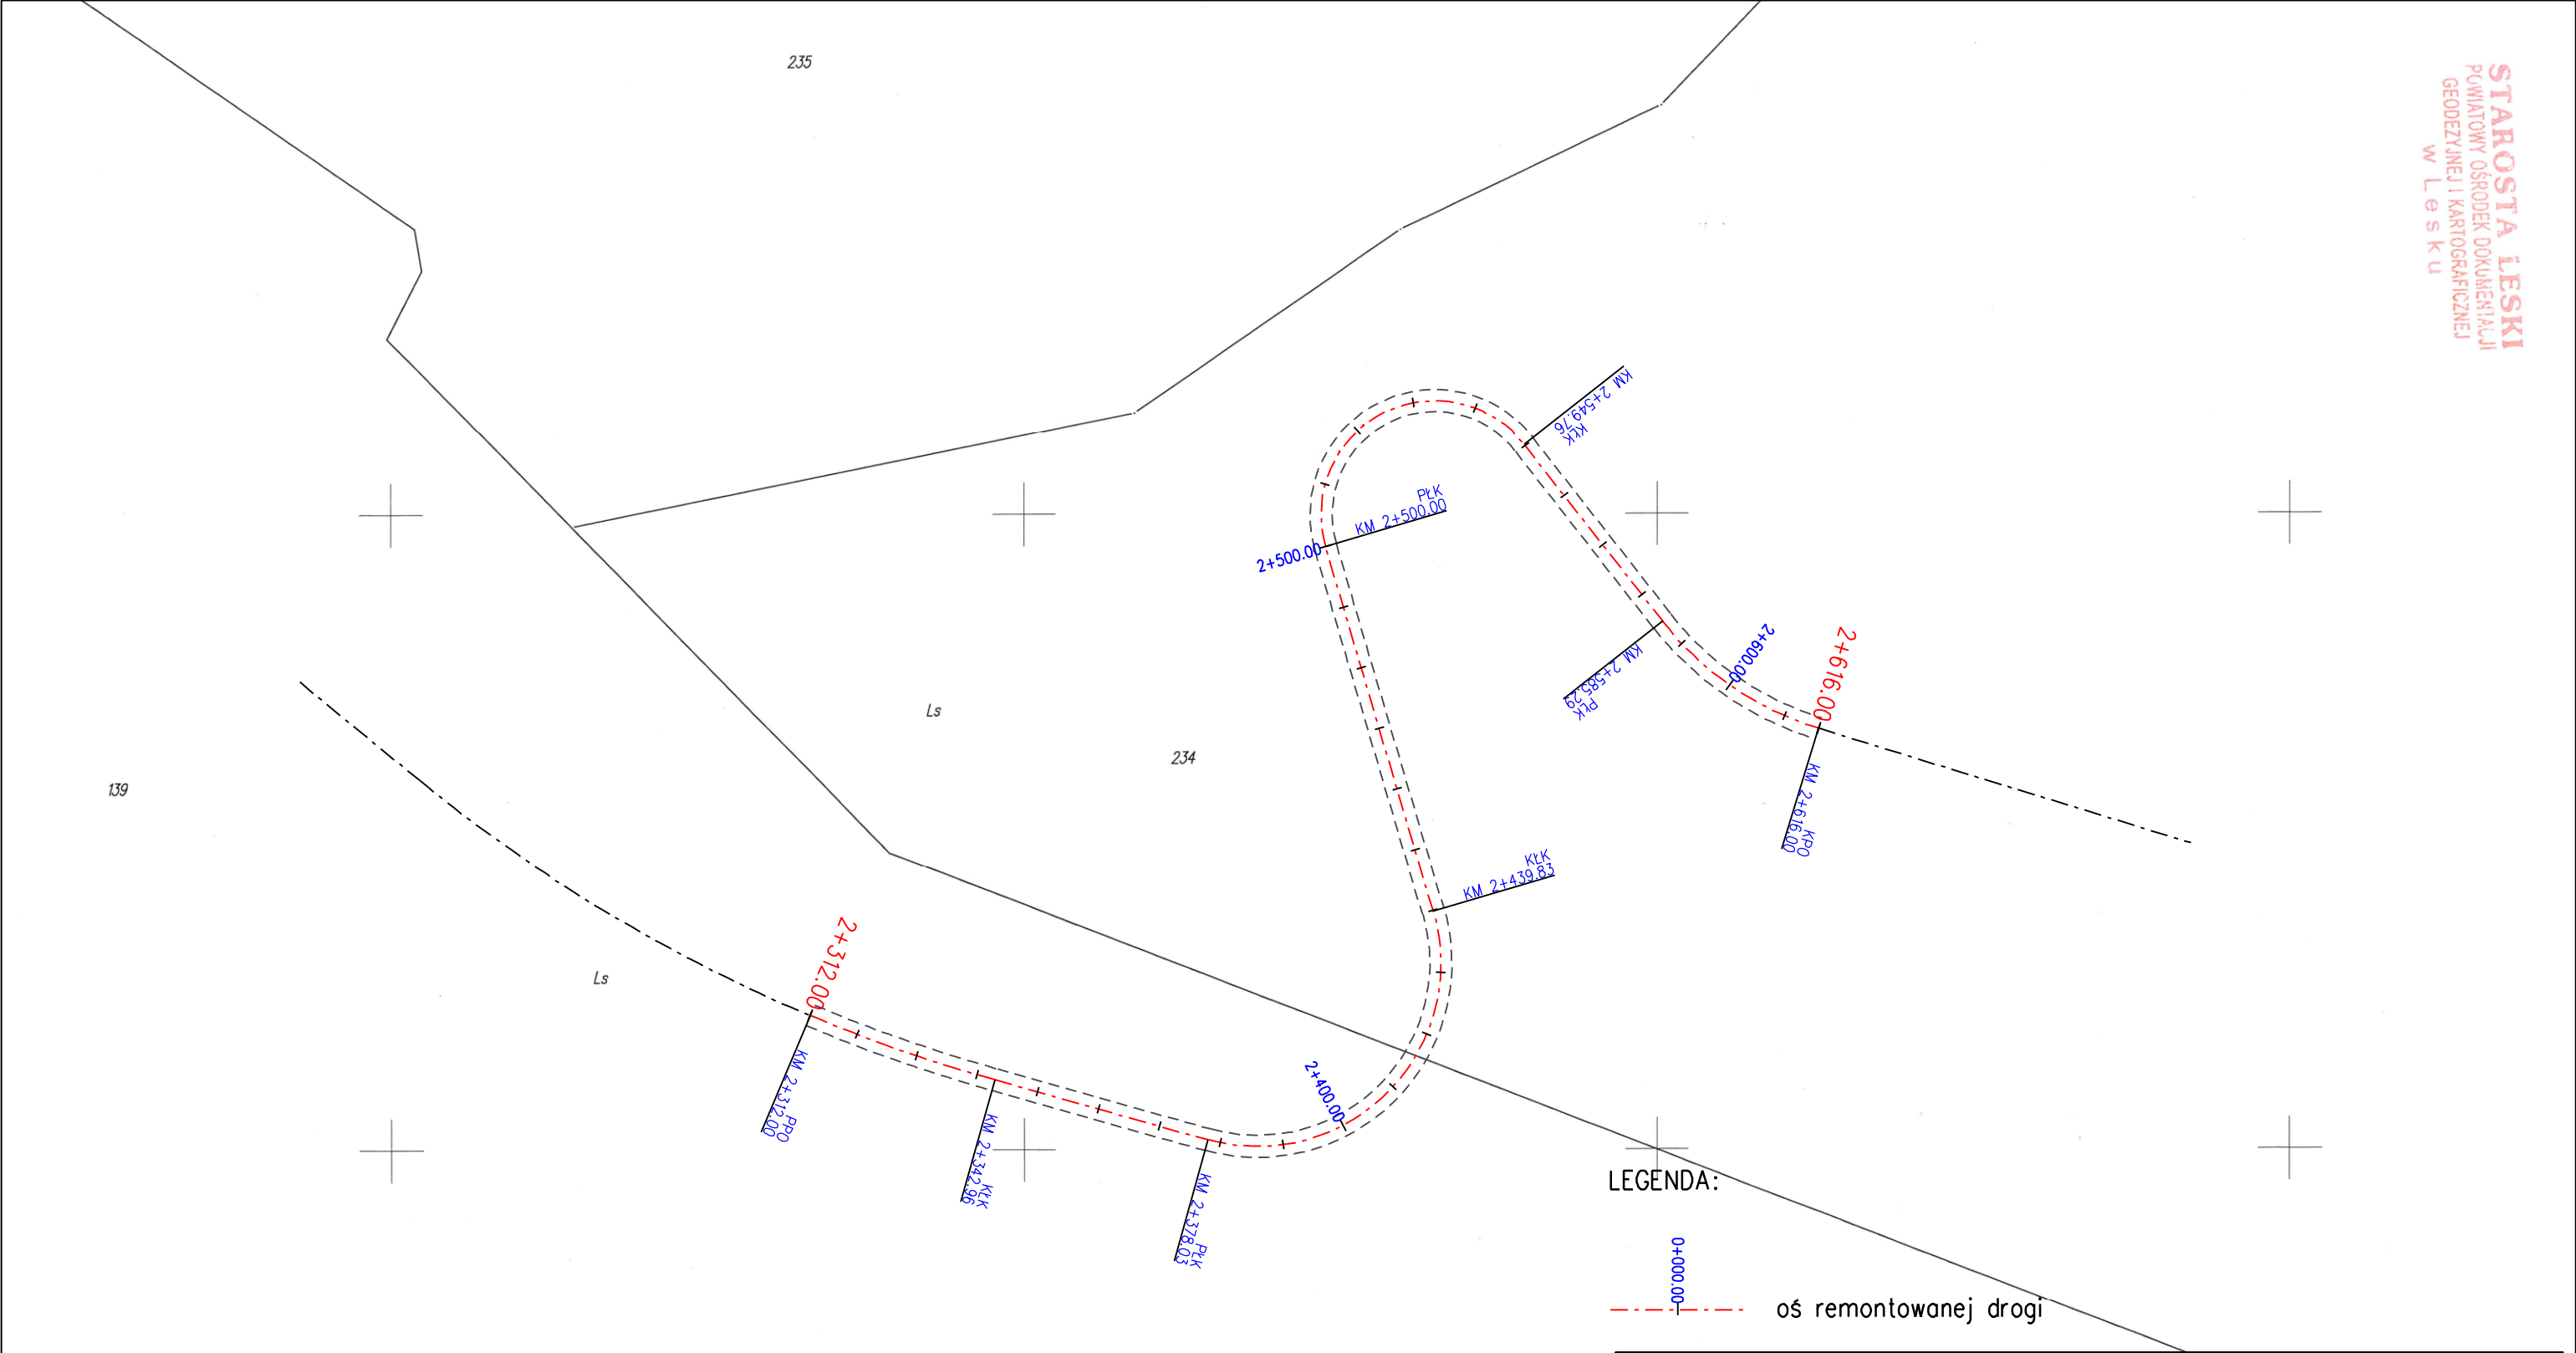 235
STAROSTA LESKI
POWIATOWY OŚRODEK DOKUMENTACJI
GEODEZYJNEJ I KARTOGRAFICZNEJ
w Lesku
KM 2+549.76
KŁK
PŁK
KM 2+500.00
2+500.00
2+600.00
2+616.00
KM 2+585.29
PŁK
Ls
234
139
KM 2+616.00
KPO
KŁK
KM 2+439.83
2+312.00
Ls
KM 2+312.00
PPO
2+400.00
KM 2+342.96
KŁK
KM 2+378.03
PŁK
LEGENDA:
0+000.00
oś remontowanej drogi